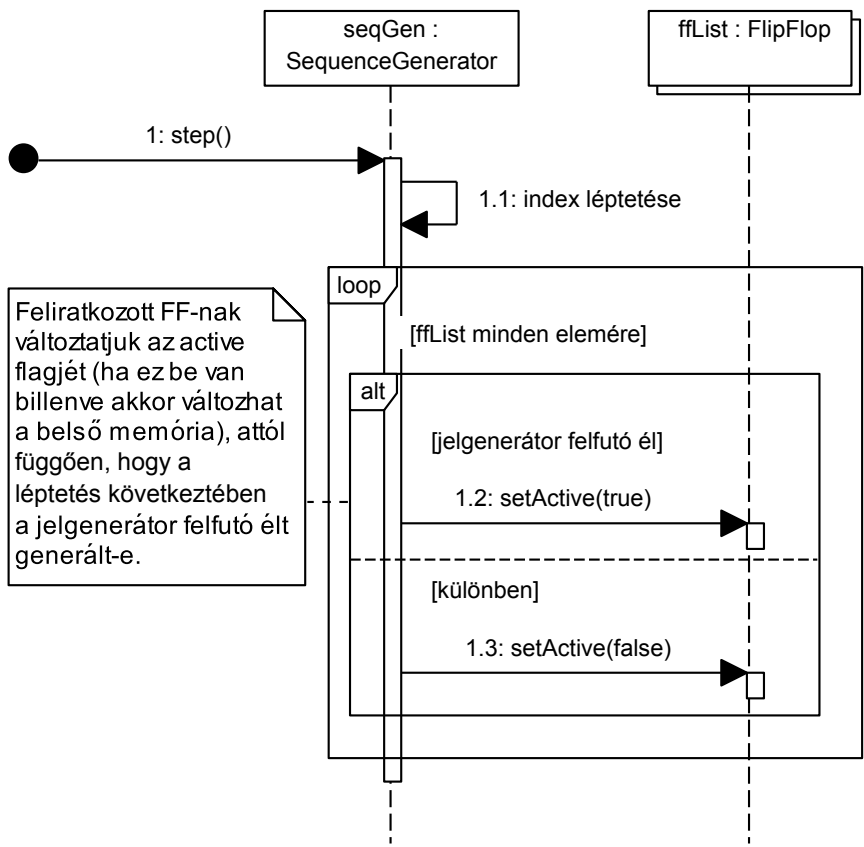 seqGen :
SequenceGenerator
ffList : FlipFlop
1: step()
1.1: index léptetése
loop
[ffList minden elemére]
Feliratkozott FF-nak
változtatjuk az active
flagjét (ha ez be van
billenve akkor változhat
a belső memória), attól
függően, hogy a
léptetés következtében
a jelgenerátor felfutó élt
generált-e.
alt
[jelgenerátor felfutó él]
1.2: setActive(true)
[különben]
1.3: setActive(false)